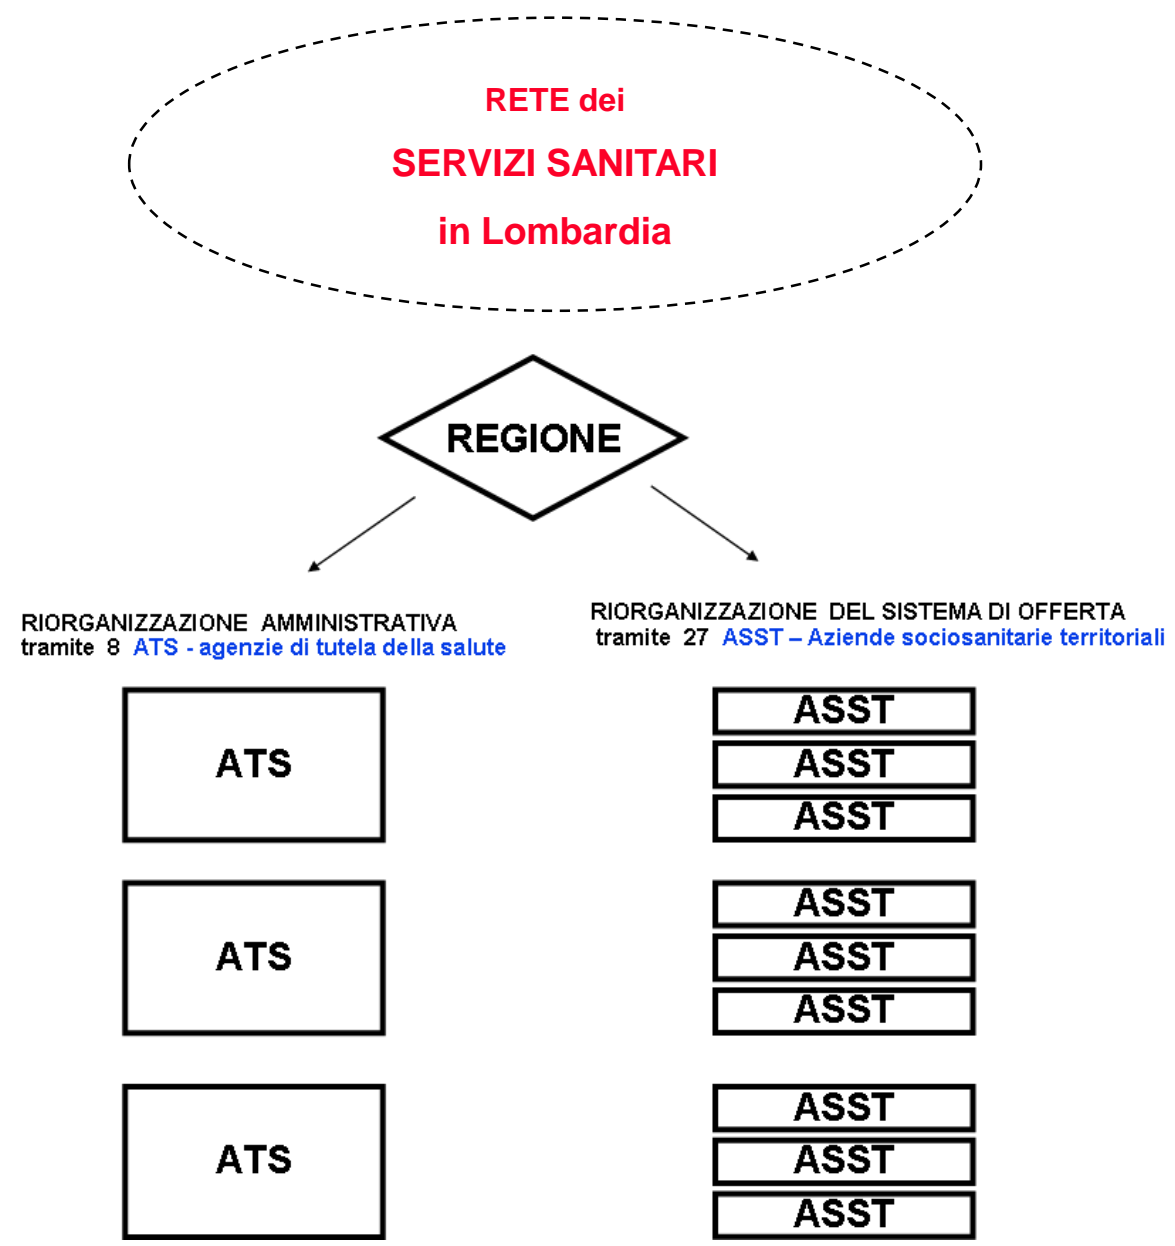 RETE dei
SERVIZI SANITARI
in Lombardia
REGIONE
RIORGANIZZAZIONE AMMINISTRATIVA
tramite 8 ATS - agenzie di tutela della salute
RIORGANIZZAZIONE DEL SISTEMA DI OFFERTA
tramite 27 ASST – Aziende sociosanitarie territoriali
ATS
ASST
ASST
ASST
ATS
ASST
ASST
ASST
ATS
ASST
ASST
ASST